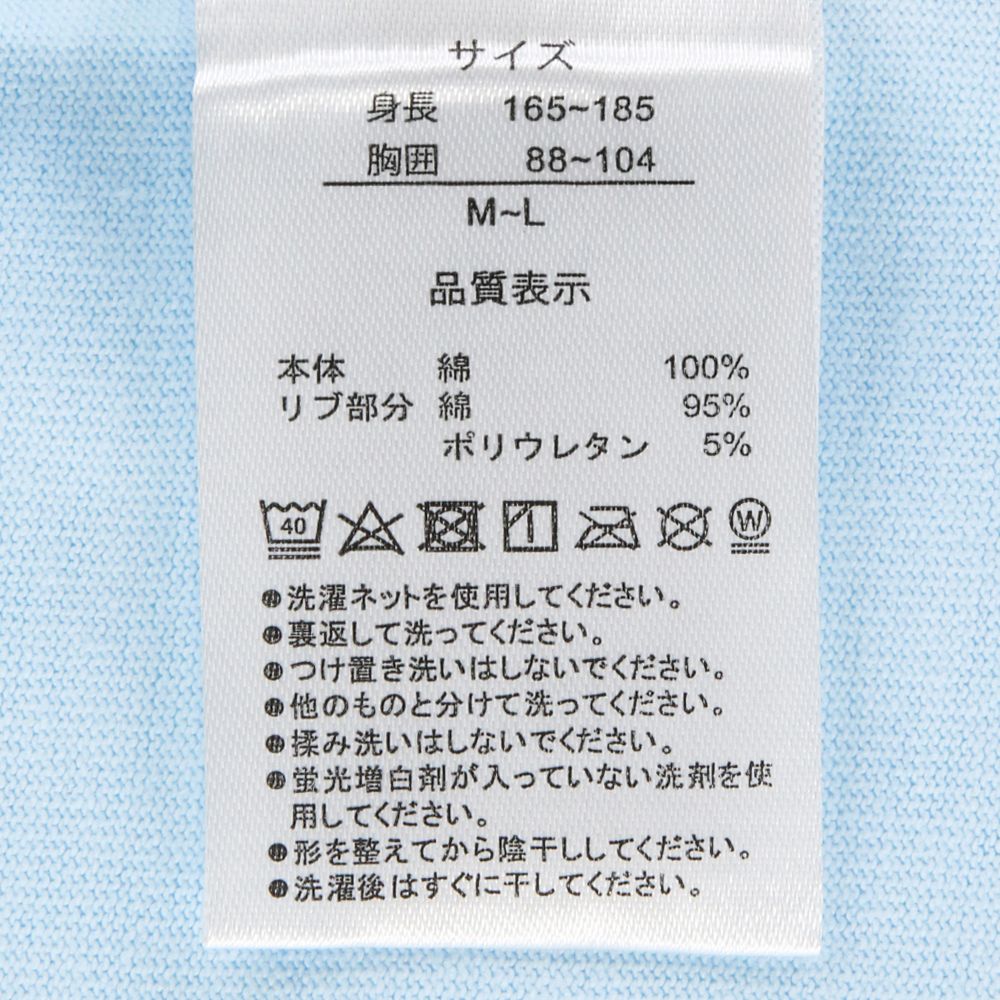 サイズ
身長 165~185
胸囲 88~104
M~L
品質表示
本体 綿 100%
リブ部分 綿 95%
ポリウレタン 5%
40 W
●洗濯ネットを使用してください。
●裏返して洗ってください。
●つけ置き洗いはしないでください。
●他のものと分けて洗ってください。
●揉み洗いはしないでください。
●蛍光増白剤が入っていない洗剤を使
用してください。
●形を整えてから陰干ししてください。
●洗濯後はすぐに干してください。